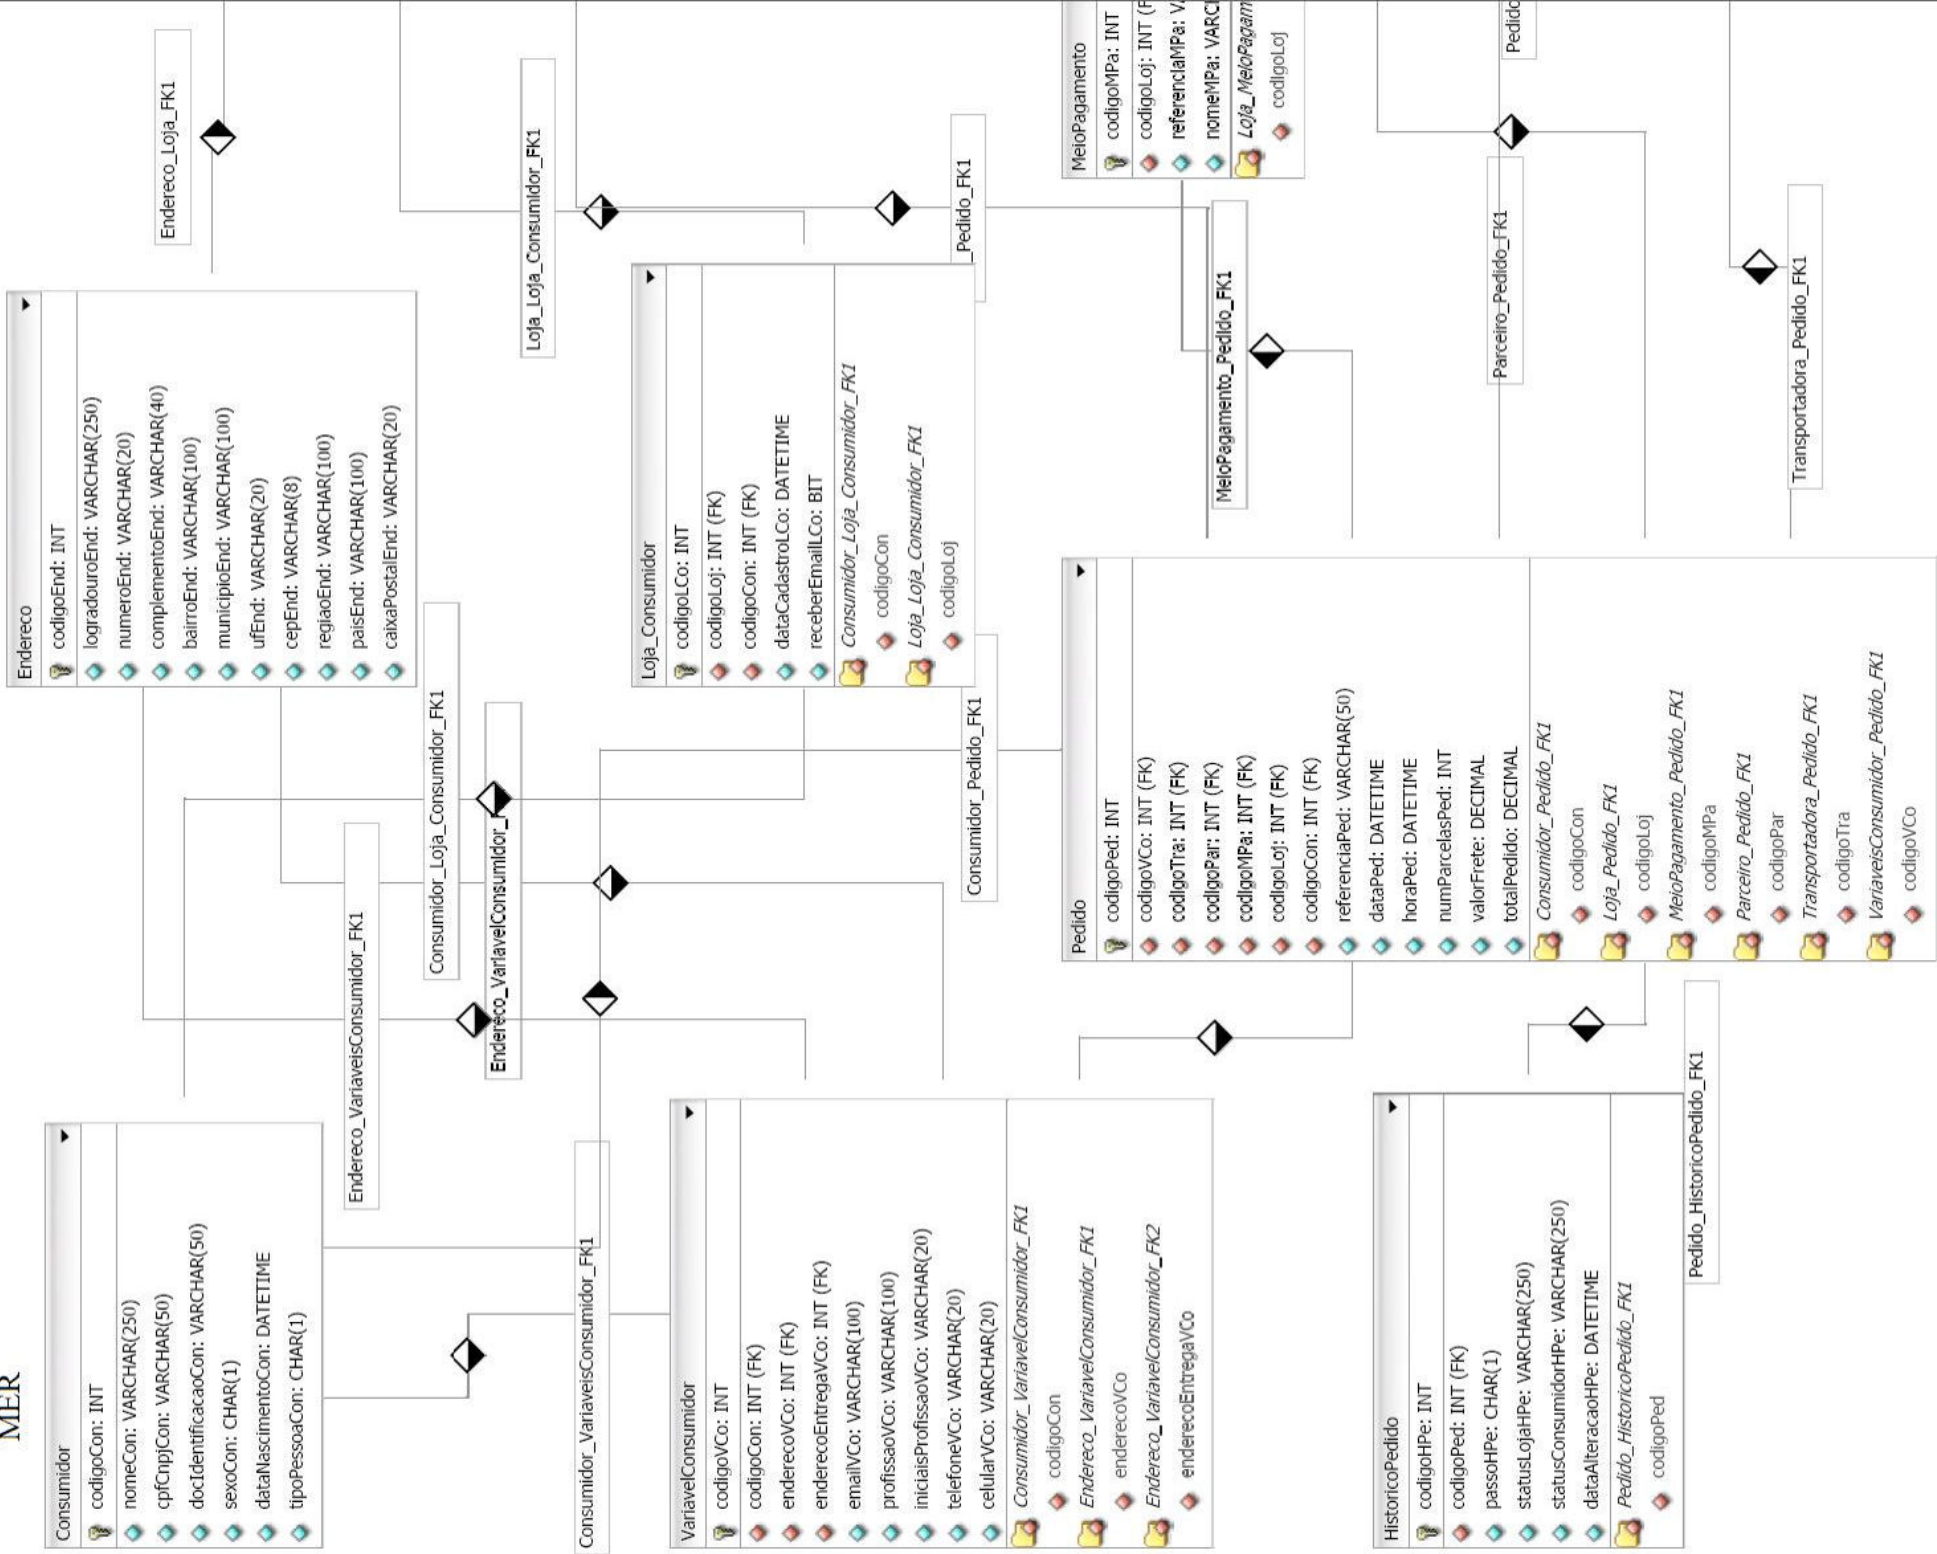 MER
Consumidor
codigoCon: INT
nomeCon: VARCHAR(250)
cpfCnpjCon: VARCHAR(50)
docIdentificacaoCon: VARCHAR(50)
sexoCon: CHAR(1)
dataNascimentoCon: DATETIME
tipoPessoaCon: CHAR(1)
Endereco_VariaveisConsumidor_FK1
Consumidor_Loja_Consumidor_FK1
Endereco_VariavelConsumidor_F
Consumidor_VariaveisConsumidor_FK1
VariavelConsumidor
codigoVCo: INT
codigoCon: INT (FK)
enderecoVCo: INT (FK)
enderecoEntregaVCo: INT (FK)
emailVCo: VARCHAR(100)
profissaoVCo: VARCHAR(100)
iniciaisProfissaoVCo: VARCHAR(20)
telefoneVCo: VARCHAR(20)
celularVCo: VARCHAR(20)
Consumidor_VariavelConsumidor_FK1
codigoCon
Endereco_VariavelConsumidor_FK1
enderecoVCo
Endereco_VariavelConsumidor_FK2
enderecoEntregaVCo
HistoricoPedido
codigoHPe: INT
codigoPed: INT (FK)
passoHPe: CHAR(1)
statusLojaHPe: VARCHAR(250)
statusConsumidorHPe: VARCHAR(250)
dataAlteracaoHPe: DATETIME
Pedido_HistoricoPedido_FK1
codigoPed
Pedido_HistoricoPedido_FK1
Endereco
codigoEnd: INT
logradouroEnd: VARCHAR(250)
numeroEnd: VARCHAR(20)
complementoEnd: VARCHAR(40)
bairroEnd: VARCHAR(100)
municipioEnd: VARCHAR(100)
ufEnd: VARCHAR(20)
cepEnd: VARCHAR(8)
regiaoEnd: VARCHAR(100)
paisEnd: VARCHAR(100)
caixaPostalEnd: VARCHAR(20)
Loja_Consumidor
codigoLCo: INT
codigoLoj: INT (FK)
codigoCon: INT (FK)
dataCadastroLCo: DATETIME
receberEmailLCo: BIT
Consumidor_Loja_Consumidor_FK1
codigoCon
Loja_Loja_Consumidor_FK1
codigoLoj
Consumidor_Pedido_FK1
Pedido
codigoPed: INT
codigoVCo: INT (FK)
codigoTra: INT (FK)
codigoPar: INT (FK)
codigoMPa: INT (FK)
codigoLoj: INT (FK)
codigoCon: INT (FK)
referenciaPed: VARCHAR(50)
dataPed: DATETIME
horaPed: DATETIME
numParcelasPed: INT
valorFrete: DECIMAL
totalPedido: DECIMAL
Consumidor_Pedido_FK1
codigoCon
Loja_Pedido_FK1
codigoLoj
MeioPagamento_Pedido_FK1
codigoMPa
Parceiro_Pedido_FK1
codigoPar
Transportadora_Pedido_FK1
codigoTra
VariaveisConsumidor_Pedido_FK1
codigoVCo
Endereco_Loja_FK1
Loja_Loja_Consumidor_FK1
_Pedido_FK1
MeioPagamento
codigoMPa: INT
codigoLoj: INT (F
referenciaMPa: V
nomeMPa: VARC
Loja_MeioPagam
codigoLoj
MeioPagamento_Pedido_FK1
Parceiro_Pedido_FK1
Pedido
Transportadora_Pedido_FK1